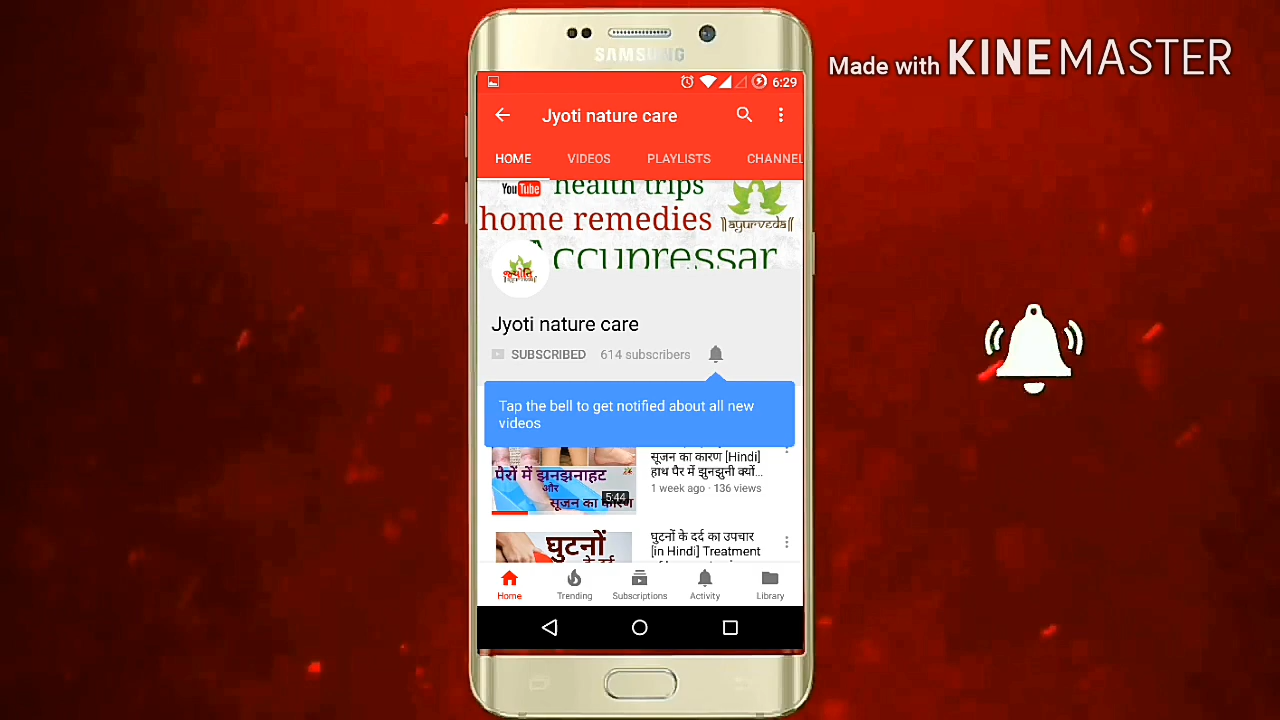 SAMSUNG
Made with KINEMASTER
6:29
Jyoti nature care
HOME VIDEOS PLAYLISTS CHANNEL
YouTube health trips
home remedies
||ayurveda||
Accupressar
Jyoti nature care
SUBSCRIBED 614 subscribers
Tap the bell to get notified about all new
videos
पैरों में झनझनाहट
और
सूजन का कारण
5:44
सूजन का कारण [Hindi]
हाथ पैर में झुनझुनी क्यों...
1 week ago · 136 views
घुटनों
घुटनों के दर्द का उपचार
[in Hindi] Treatment
Home Trending Subscriptions Activity Library